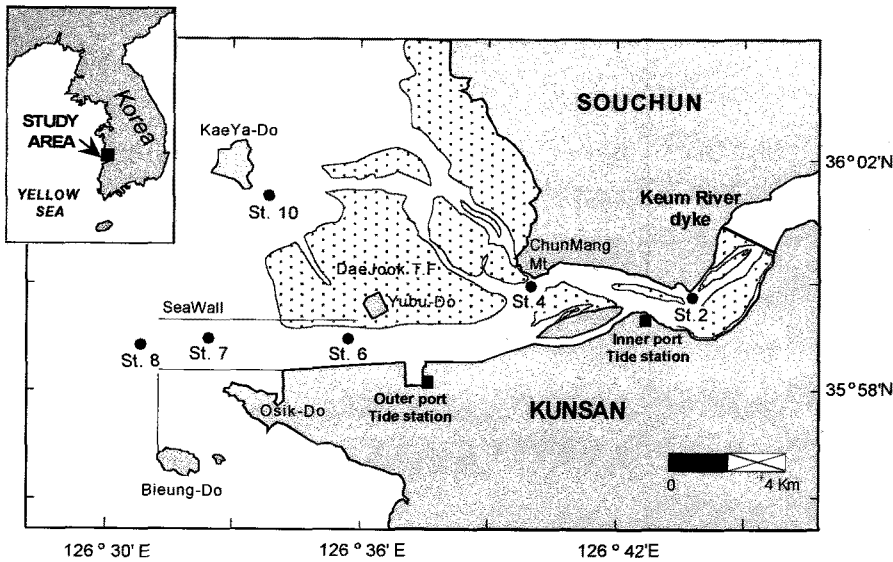 Korea
STUDY
AREA
YELLOW
SEA
SOUCHUN
KaeYa-Do
36° 02'N
Keum River
dyke
St. 10
ChunMang
Mt.
DaeJook T.F
St.4
St. 2
Yubu-Do
SeaWall
Inner port
Tide station
St. 8
St. 7
St. 6
35° 58'N
Outer port
Tide station
KUNSAN
Osik-Do
Bieung-Do
0
4 Km
126 ° 30' E
126 ° 36' E
126 ° 42' E